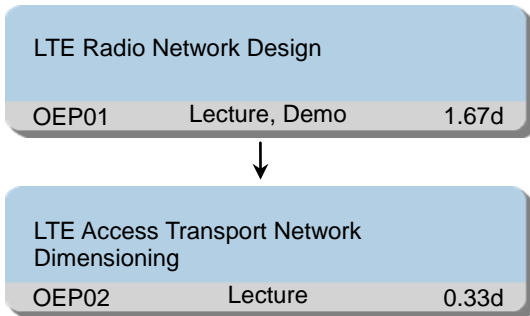 LTE Radio Network Design
OEP01 Lecture, Demo 1.67d
LTE Access Transport Network
Dimensioning
OEP02 Lecture 0.33d